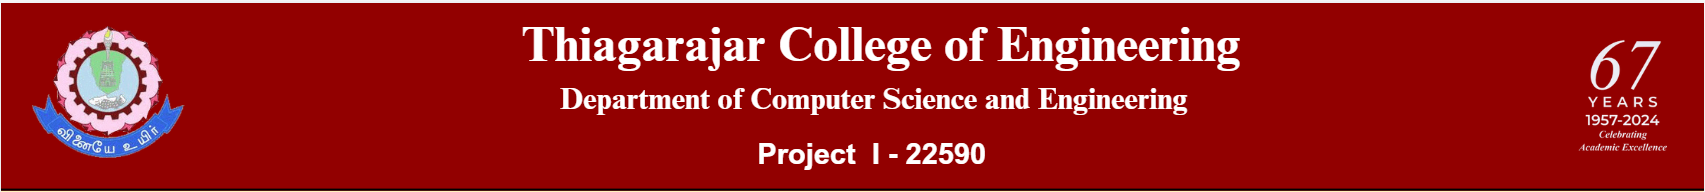 Thiagarajar College of Engineering
Department of Computer Science and Engineering
Project I - 22590
வினையே உயிர்
67
YEARS
1957-2024
Celebrating
Academic Excellence